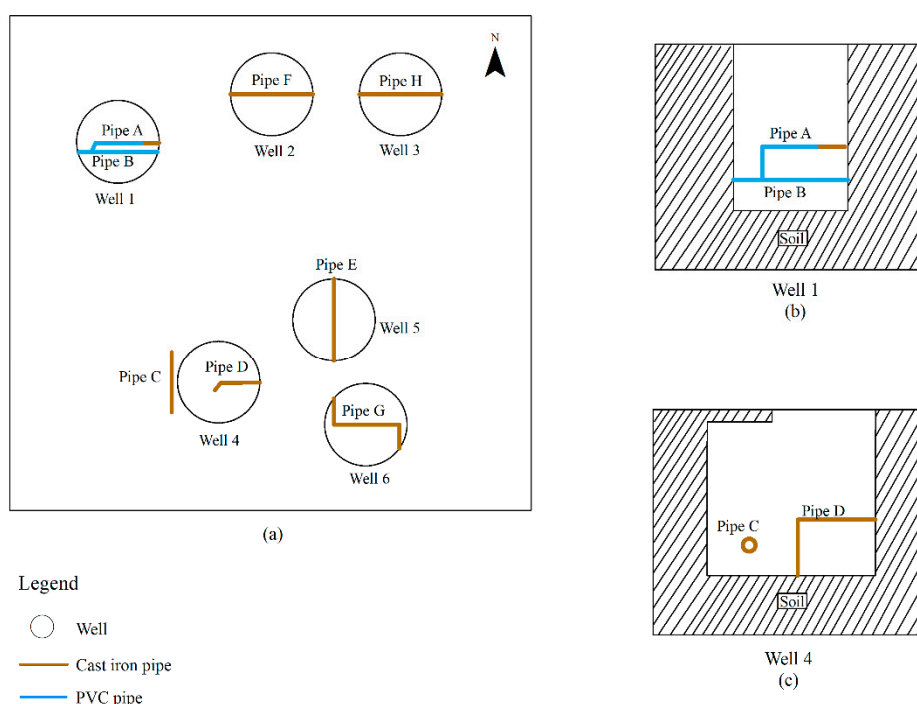 N
Pipe F
Pipe H
Pipe A
Pipe B
Well 2
Well 3
Well 1
Pipe E
Well 5
Pipe C
Pipe D
Pipe G
Well 4
Well 6
(a)
Legend
Well
Cast iron pipe
PVC pipe
Pipe A
Pipe B
Soil
Well 1
(b)
Pipe D
Pipe C
Soil
Well 4
(c)